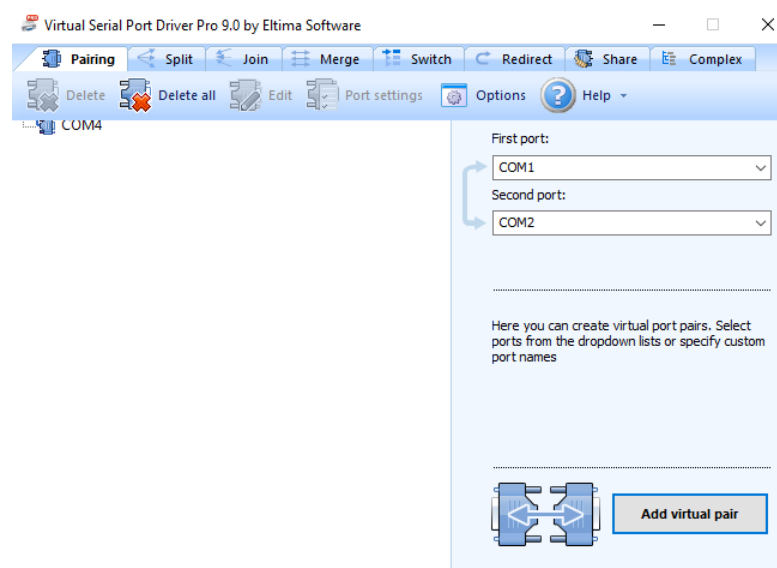 Virtual Serial Port Driver Pro 9.0 by Eltima Software
Pairing Split Join Merge Switch Redirect Share Complex
Delete Delete all Edit Port settings Options Help
COM4
First port:
COM1
Second port:
COM2
Here you can create virtual port pairs. Select
ports from the dropdown lists or specify custom
port names
Add virtual pair